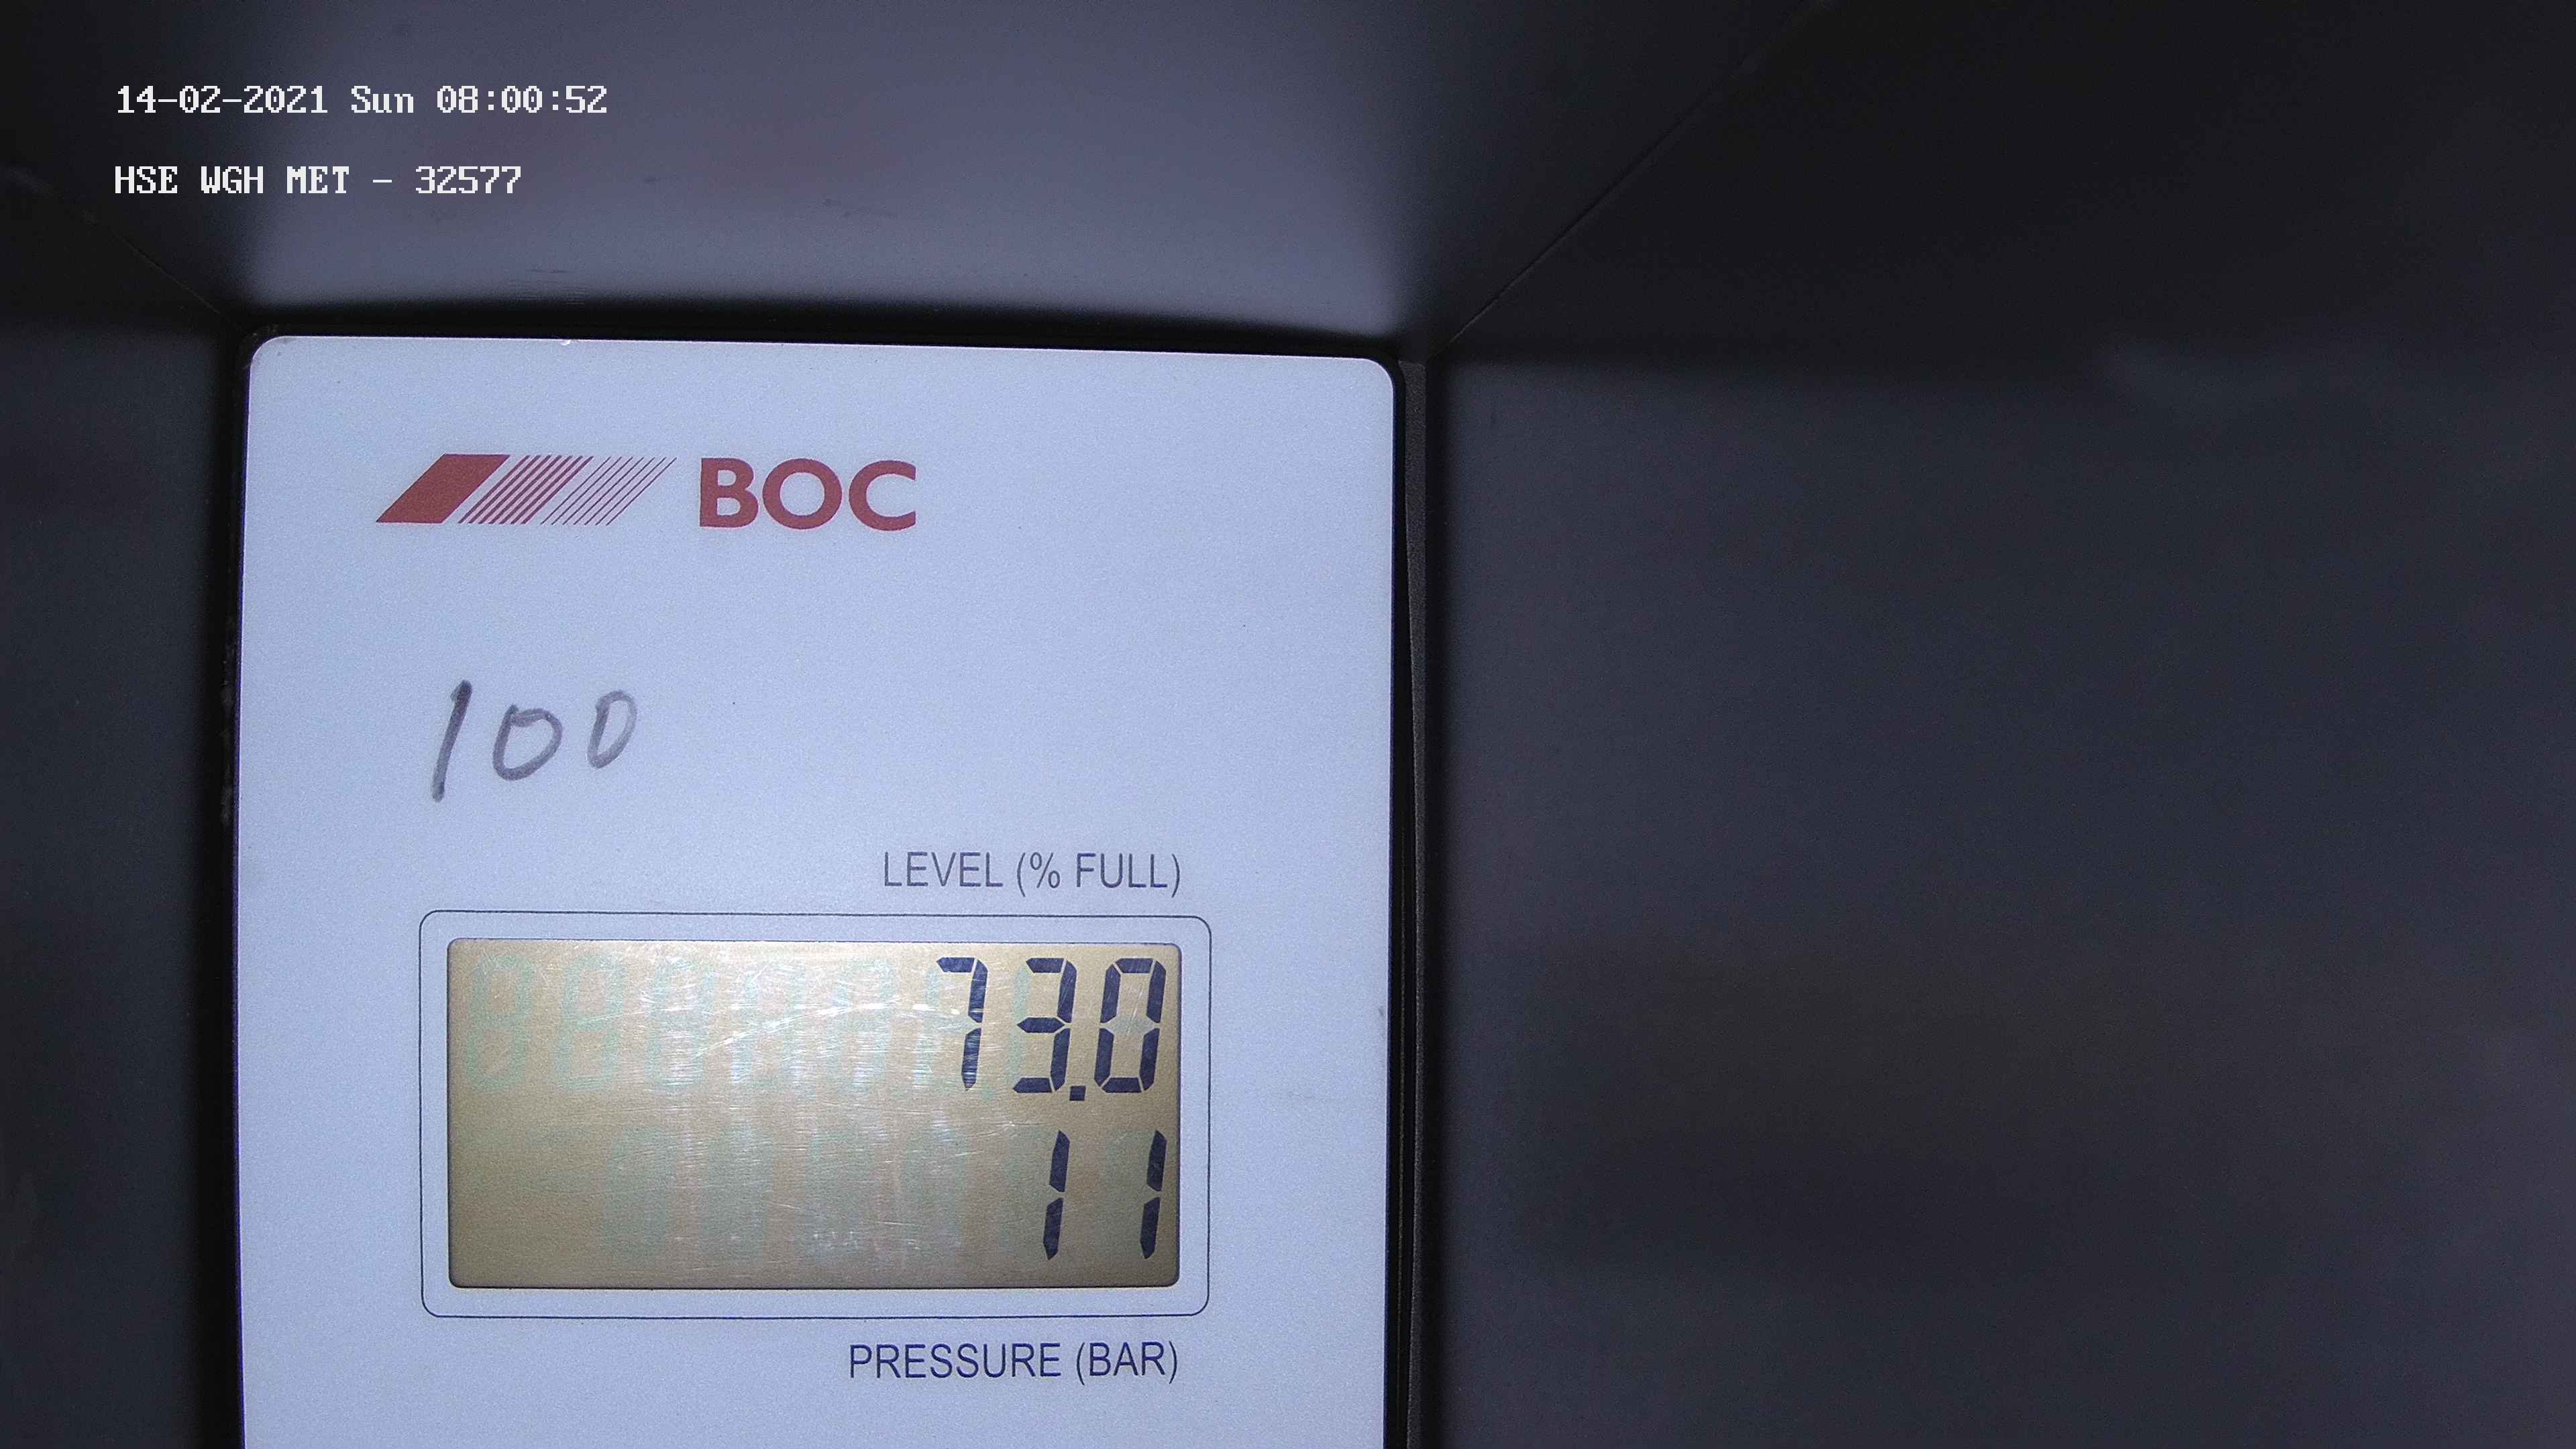 14-02-2021 Sun 08:00:52
HSE WGH MET - 32577
BOC
100
LEVEL (% FULL)
73.0
11
PRESSURE (BAR)